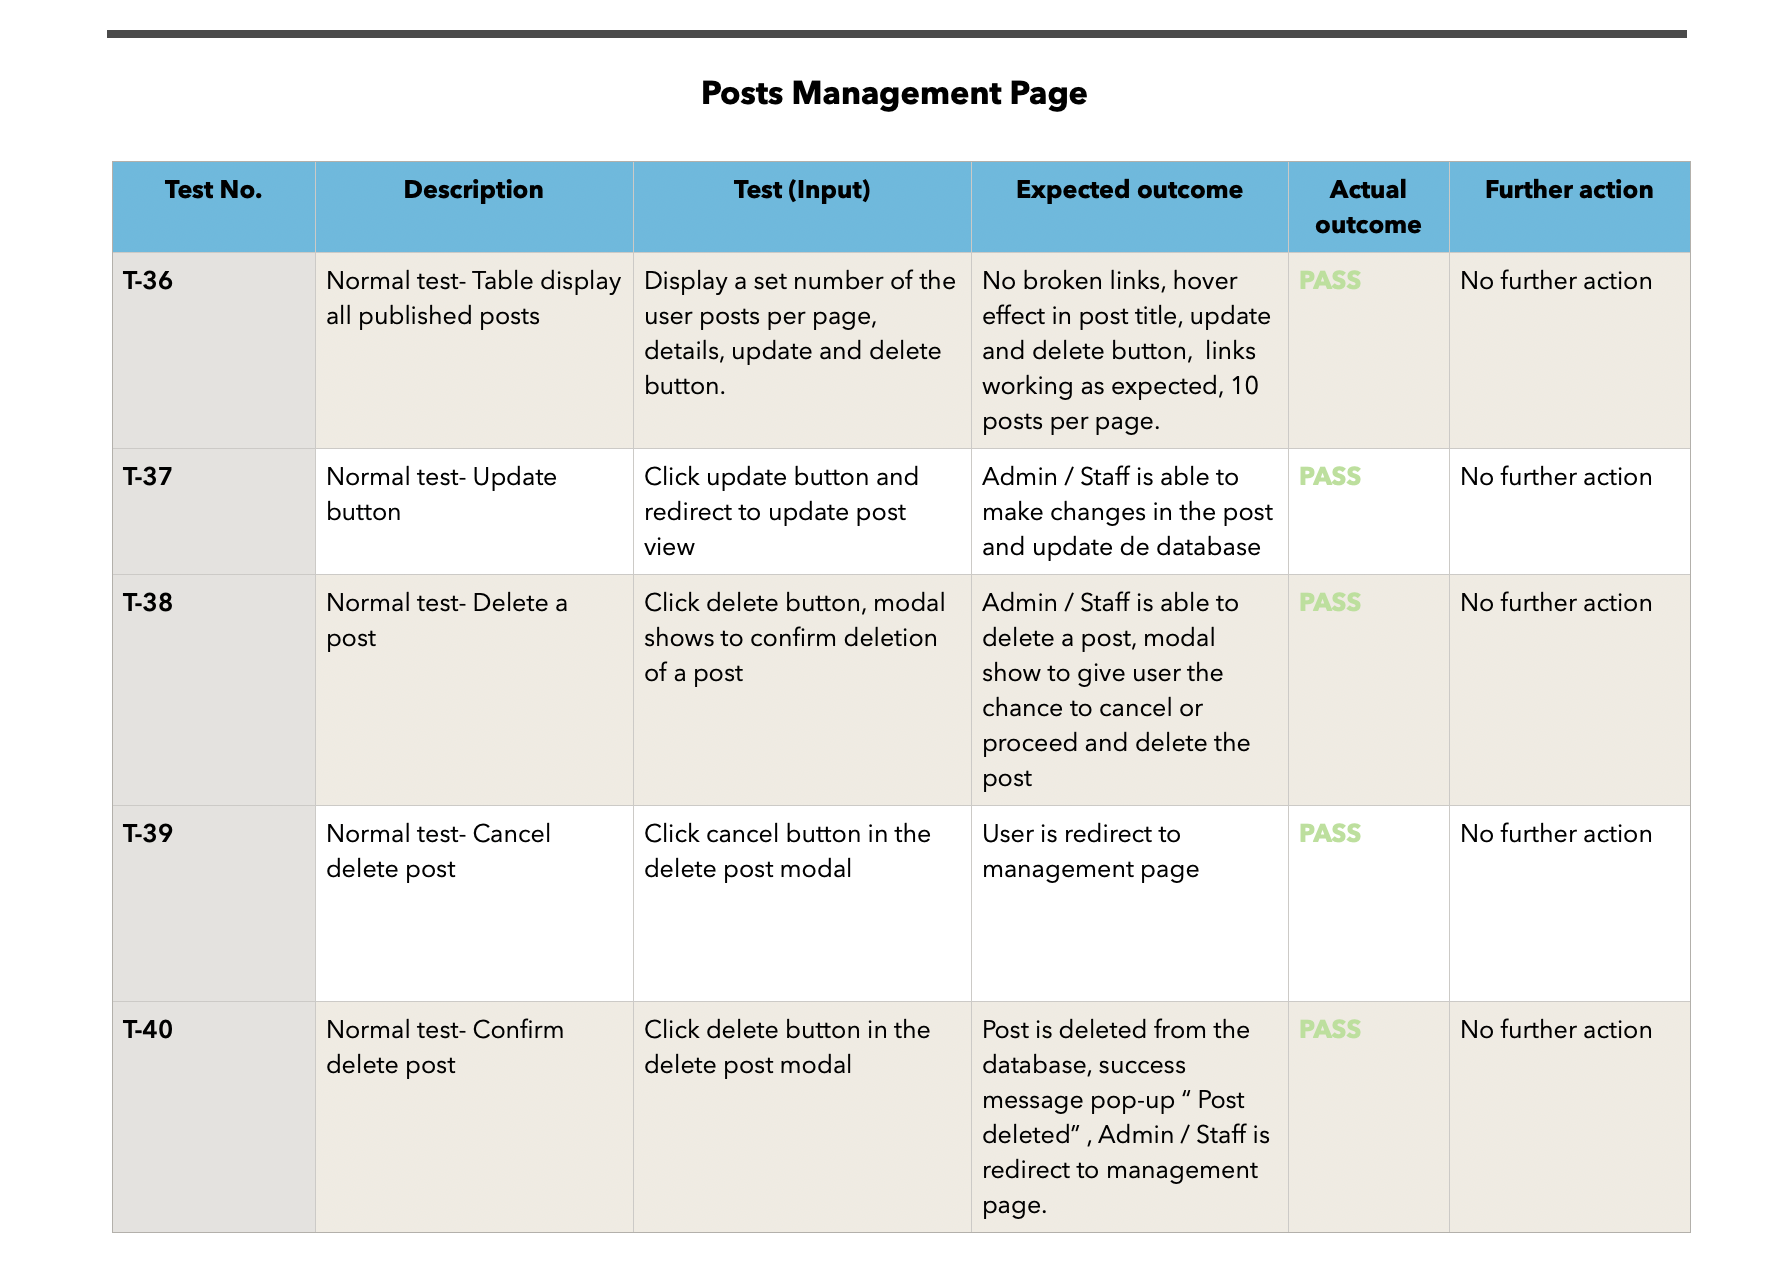 Posts Management Page
Test No.
Description
Test (Input)
Expected outcome
Actual
outcome
Further action
T-36
Normal test- Table display
all published posts
Display a set number of the
user posts per page,
details, update and delete
button.
No broken links, hover
effect in post title, update
and delete button,  links
working as expected, 10
posts per page.
PASS
No further action
T-37
Normal test- Update
button
Click update button and
redirect to update post
view
Admin / Staff is able to
make changes in the post
and update de database
PASS
No further action
T-38
Normal test- Delete a
post
Click delete button, modal
shows to confirm deletion
of a post
Admin / Staff is able to
delete a post, modal
show to give user the
chance to cancel or
proceed and delete the
post
PASS
No further action
T-39
Normal test- Cancel
delete post
Click cancel button in the
delete post modal
User is redirect to
management page
PASS
No further action
T-40
Normal test- Confirm
delete post
Click delete button in the
delete post modal
Post is deleted from the
database, success
message pop-up “ Post
deleted” , Admin / Staff is
redirect to management
page.
PASS
No further action